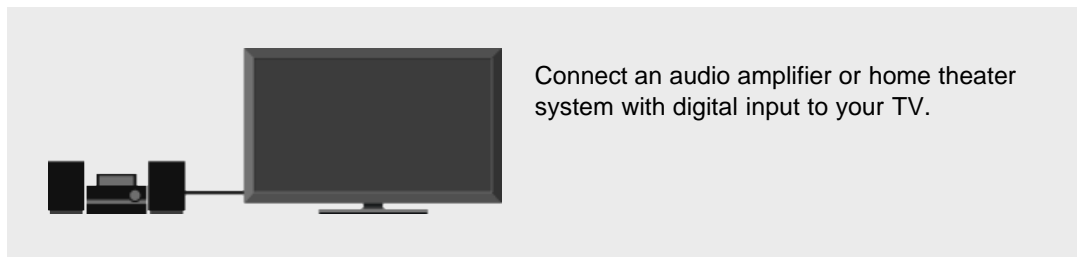 Connect an audio amplifier or home theater
system with digital input to your TV.